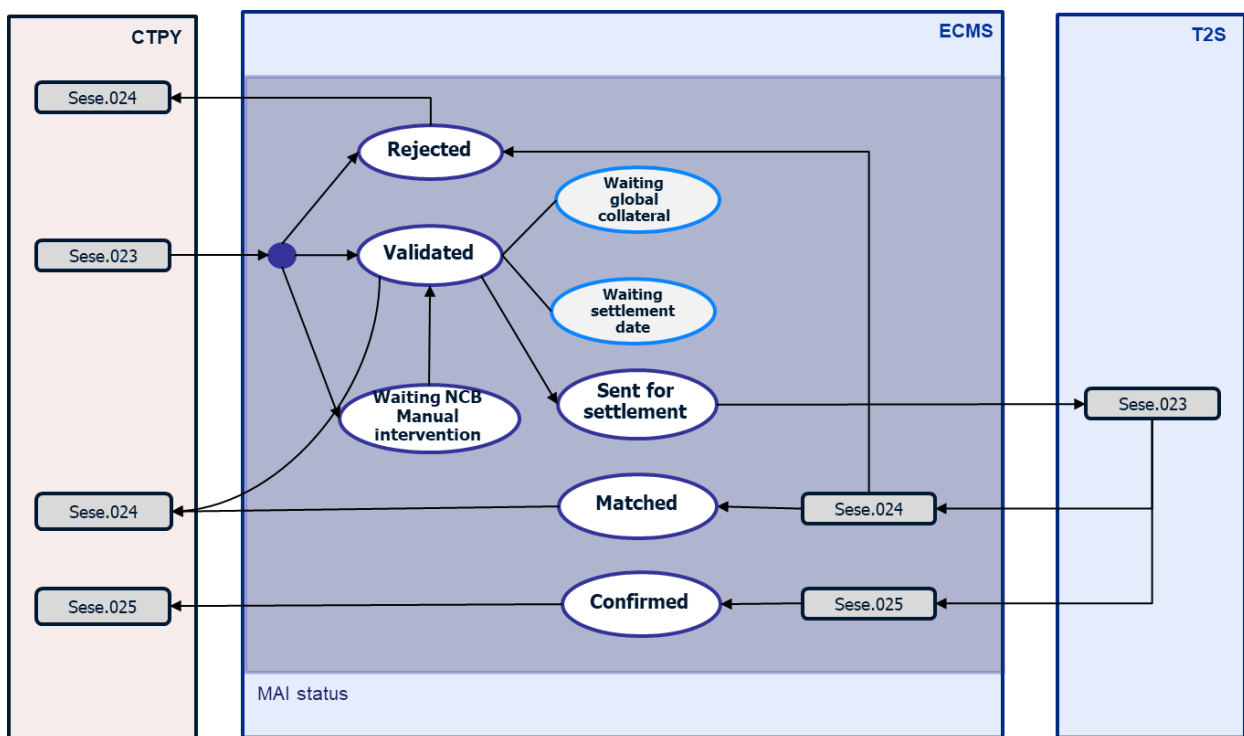 CTPY
ECMS
T2S
Sese.024
Rejected
Waiting
global
collateral
Sese.023
Validated
Waiting
settlement
date
Waiting NCB
Manual
intervention
Sent for
settlement
Sese.023
Sese.024
Matched
Sese.024
Sese.025
Confirmed
Sese.025
MAI status